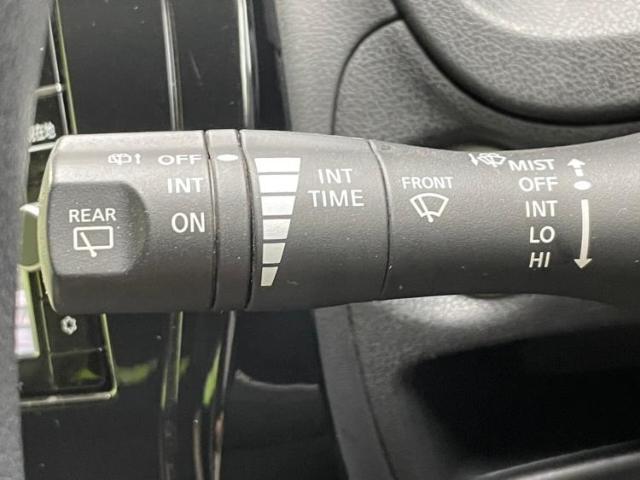 OFF
INT
ON
REAR
INT
TIME
FRONT
MIST
OFF
INT
LO
HI